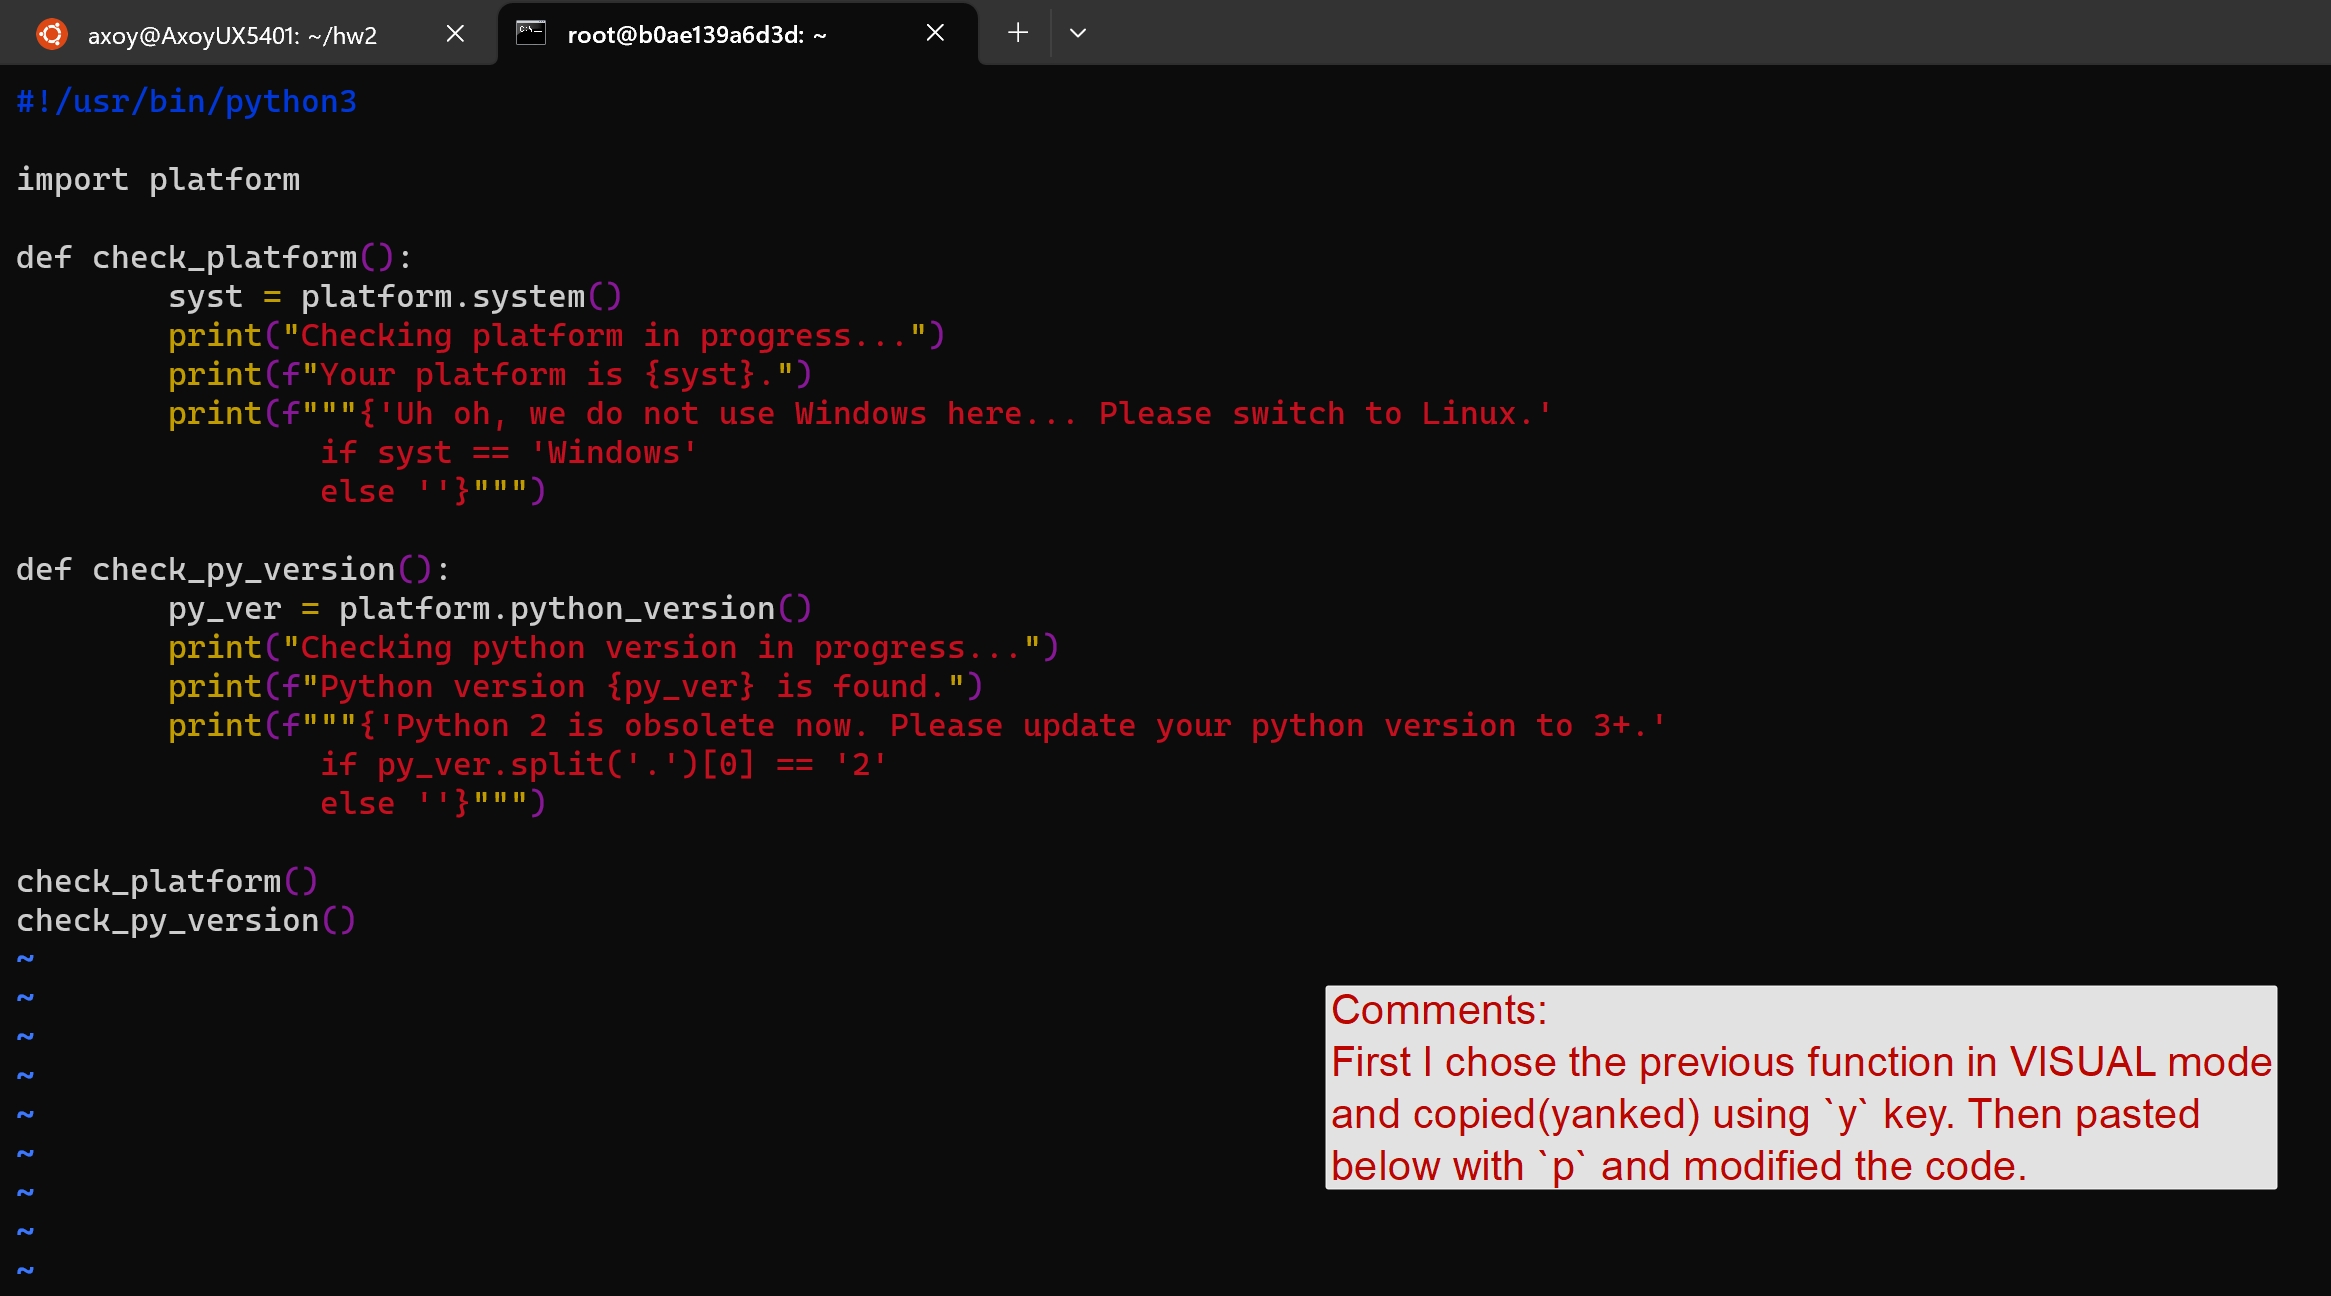 axoy@AxoyUX5401: ~/hw2
root@b0ae139a6d3d: ~
#!/usr/bin/python3

import platform

def check_platform():
        syst = platform.system()
        print("Checking platform in progress...")
        print(f"Your platform is {syst}.")
        print(f"""{'Uh oh, we do not use Windows here... Please switch to Linux.'
                if syst == 'Windows'
                else ''}""")

def check_py_version():
        py_ver = platform.python_version()
        print("Checking python version in progress...")
        print(f"Python version {py_ver} is found.")
        print(f"""{'Python 2 is obsolete now. Please update your python version to 3+.'
                if py_ver.split('.')[0] == '2'
                else ''}""")

check_platform()
check_py_version()
~
~
~
~
~
~
~
~
~
Comments:
First I chose the previous function in VISUAL mode
and copied(yanked) using `y` key. Then pasted
below with `p` and modified the code.